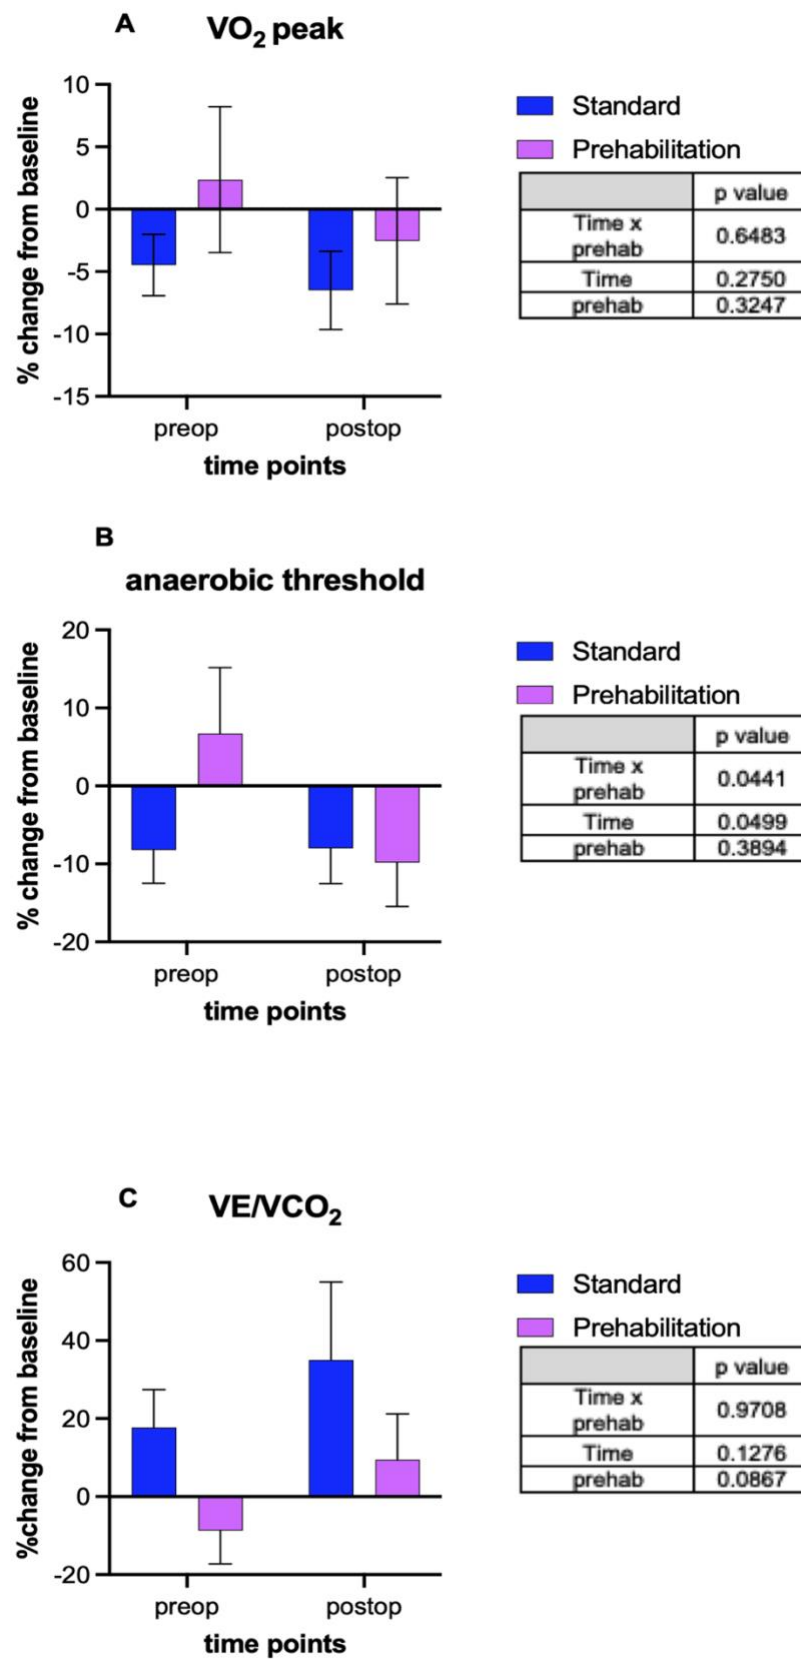 A
VO₂ peak
% change from baseline
10
5
0
-5
-10
-15
preop
postop
time points
Standard
Prehabilitation
p value
Time x
prehab
0.6483
Time
0.2750
prehab
0.3247
B
anaerobic threshold
% change from baseline
20
10
0
-10
-20
preop
postop
time points
Standard
Prehabilitation
p value
Time x
prehab
0.0441
Time
0.0499
prehab
0.3894
C
VE/VCO₂
%change from baseline
60
40
20
0
-20
preop
postop
time points
Standard
Prehabilitation
p value
Time x
prehab
0.9708
Time
0.1276
prehab
0.0867